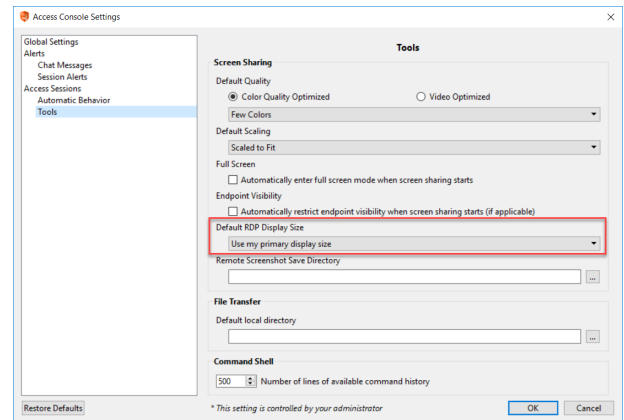 Access Console Settings
Global Settings
Alerts
Chat Messages
Session Alerts
Access Sessions
Automatic Behavior
Tools
Tools
Screen Sharing
Default Quality
Color Quality Optimized
Video Optimized
Few Colors
Default Scaling
Scaled to Fit
Full Screen
Automatically enter full screen mode when screen sharing starts
Endpoint Visibility
Automatically restrict endpoint visibility when screen sharing starts (if applicable)
Default RDP Display Size
Use my primary display size
Remote Screenshot Save Directory
...
File Transfer
Default local directory
...
Command Shell
500 Number of lines of available command history
Restore Defaults
* This setting is controlled by your administrator
OK
Cancel